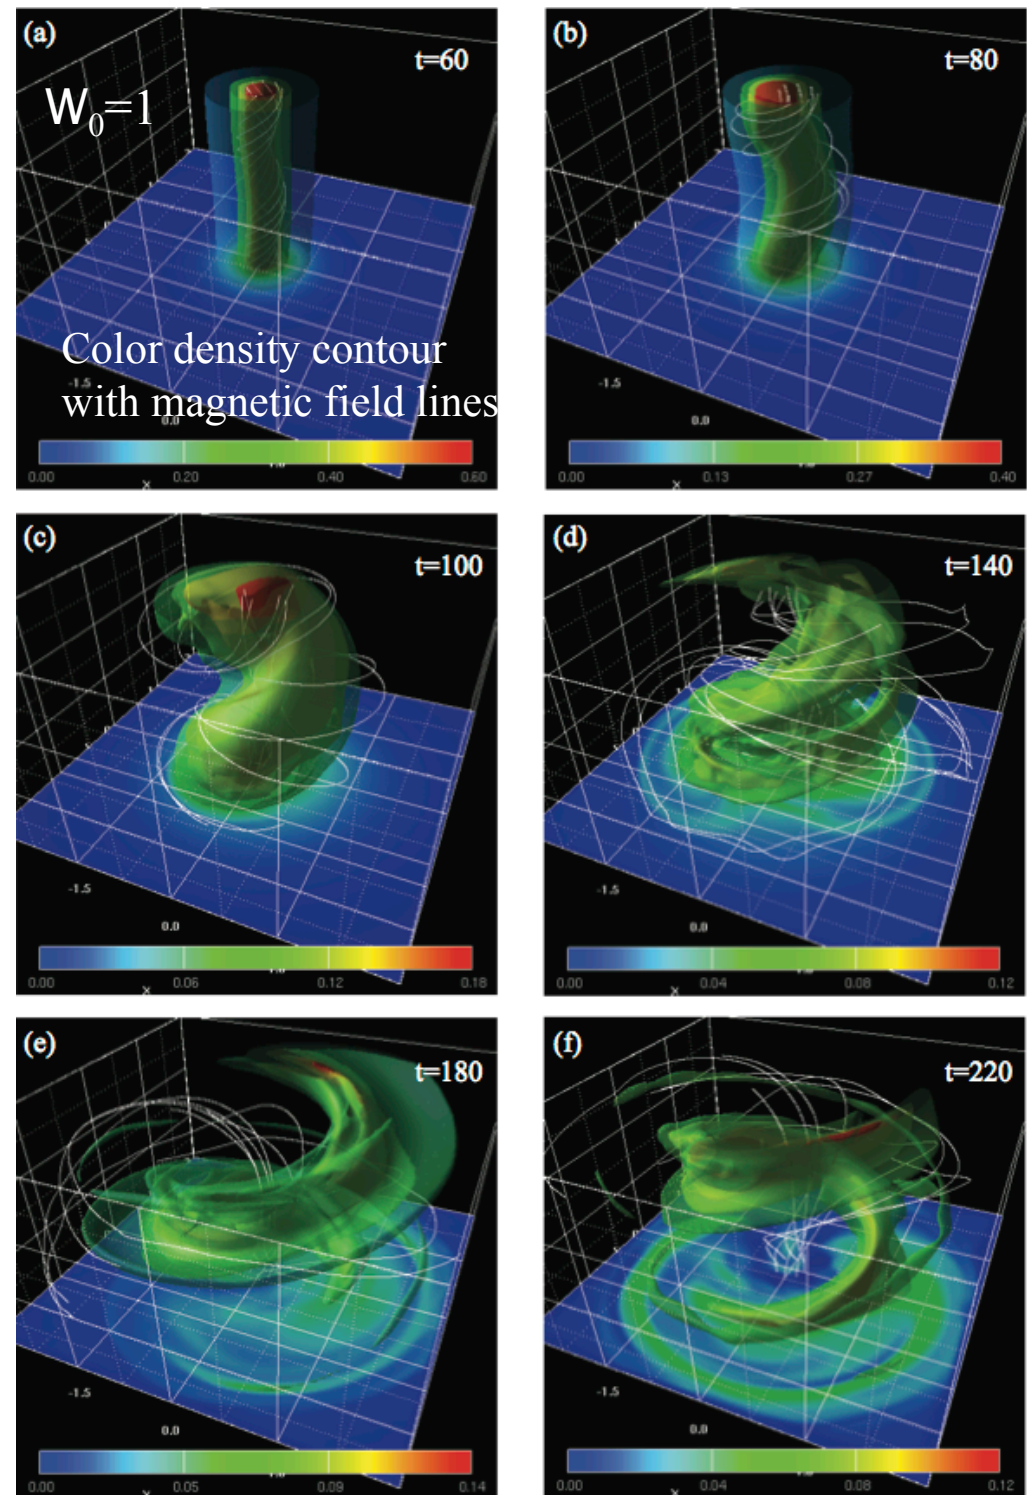 (a)
t=60
W0=1
Color density contour
with magnetic field lines
-1.5
0.0
0.00 0.20 0.40 0.60
x
(b)
t=80
-1.5
0.0
0.00 0.13 0.27 0.40
x
(c)
t=100
-1.5
0.0
0.00 0.06 0.12 0.18
x
(d)
t=140
-1.5
0.0
0.00 0.04 0.08 0.12
x
(e)
t=180
-1.5
0.0
0.00 0.05 0.09 0.14
x
(f)
t=220
-1.5
0.0
0.00 0.04 0.08 0.12
x